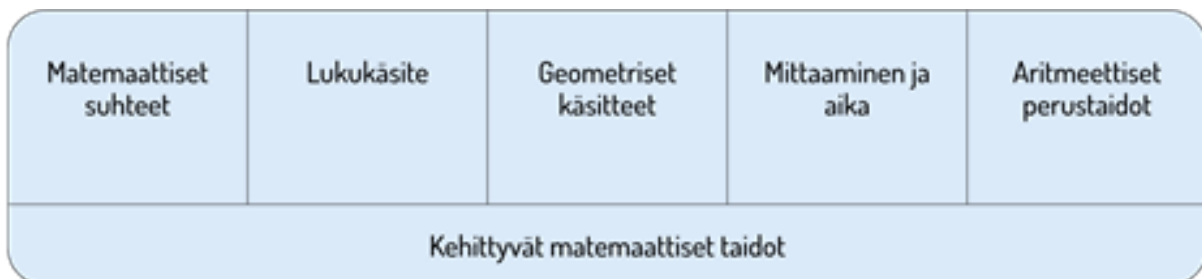 Matemaattiset
suhteet
Lukukäsite
Geometriset
käsitteet
Mittaaminen ja
aika
Aritmeettiset
perustaidot
Kehittyvät matemaattiset taidot